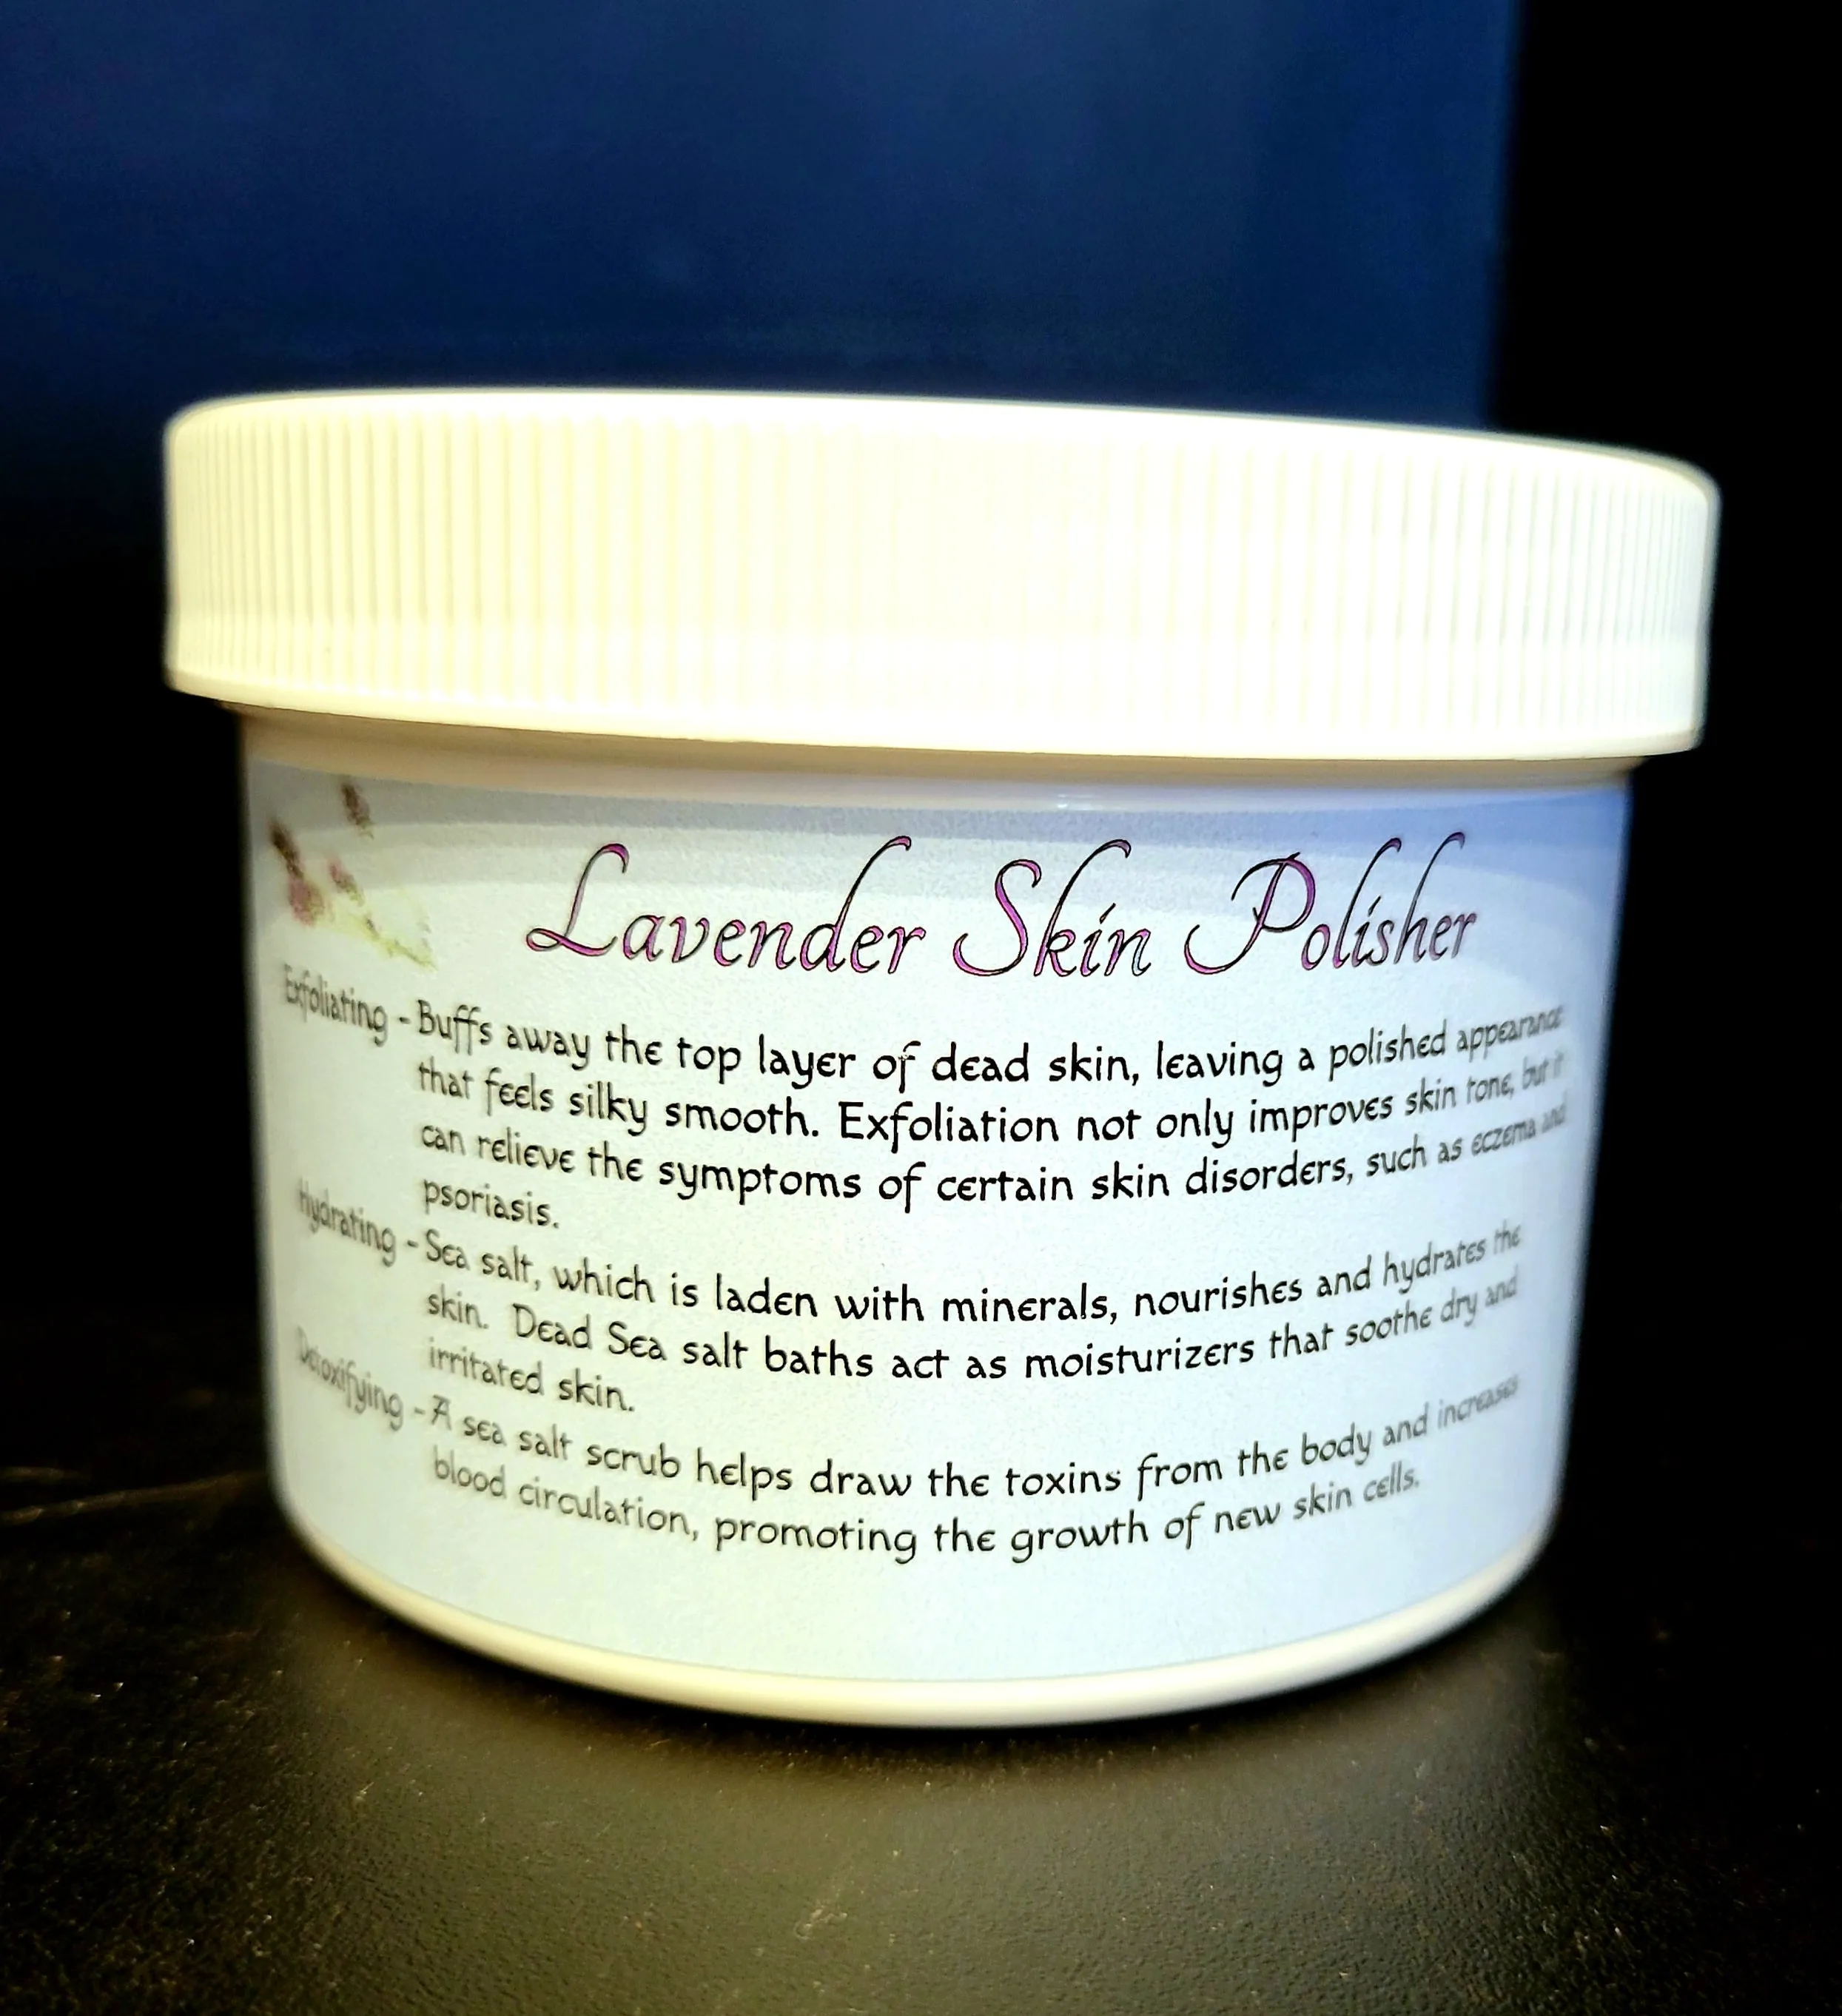 Lavender Skin Polisher
Exfoliating - Buffs away the top layer of dead skin, leaving a polished appearance
that feels silky smooth. Exfoliation not only improves skin tone, but it
can relieve the symptoms of certain skin disorders, such as eczema and
psoriasis.
Hydrating - Sea salt, which is laden with minerals, nourishes and hydrates the
skin. Dead Sea salt baths act as moisturizers that soothe dry and
irritated skin.
Detoxifying - A sea salt scrub helps draw the toxins from the body and increases
blood circulation, promoting the growth of new skin cells.